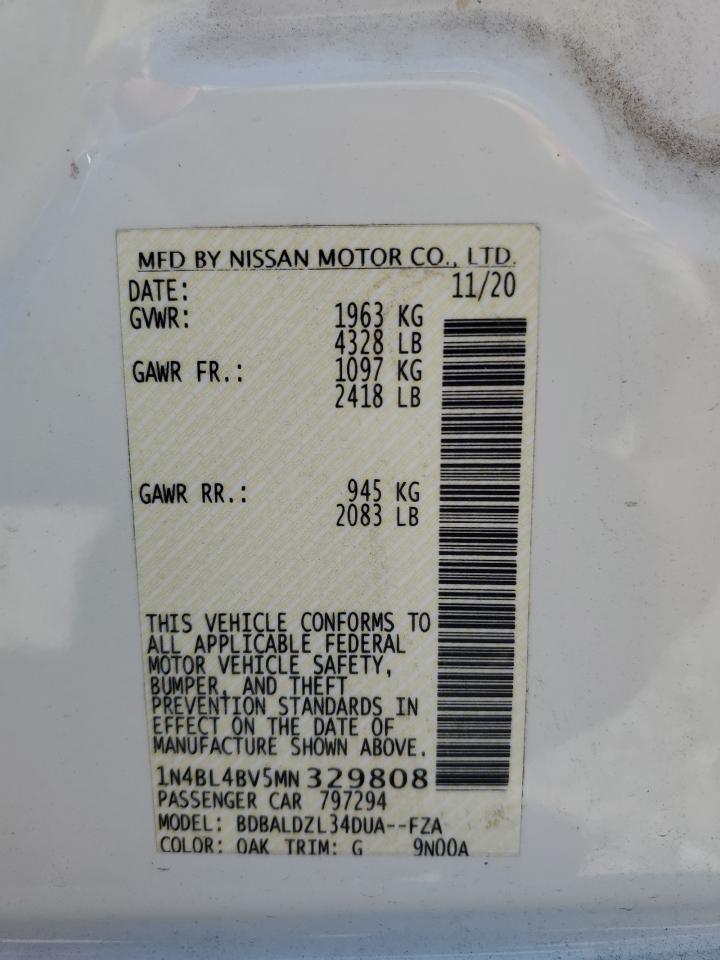 MFD BY NISSAN MOTOR CO., LTD.
DATE: 11/20
GVWR: 1963 KG
4328 LB
GAWR FR.: 1097 KG
2418 LB
GAWR RR.: 945 KG
2083 LB
THIS VEHICLE CONFORMS TO
ALL APPLICABLE FEDERAL
MOTOR VEHICLE SAFETY,
BUMPER, AND THEFT
PREVENTION STANDARDS IN
EFFECT ON THE DATE OF
MANUFACTURE SHOWN ABOVE.
1N4BL4BV5MN329808
PASSENGER CAR 797294
MODEL: BDBALDZL34DUA--FZA
COLOR: QAK TRIM: G 9N00A